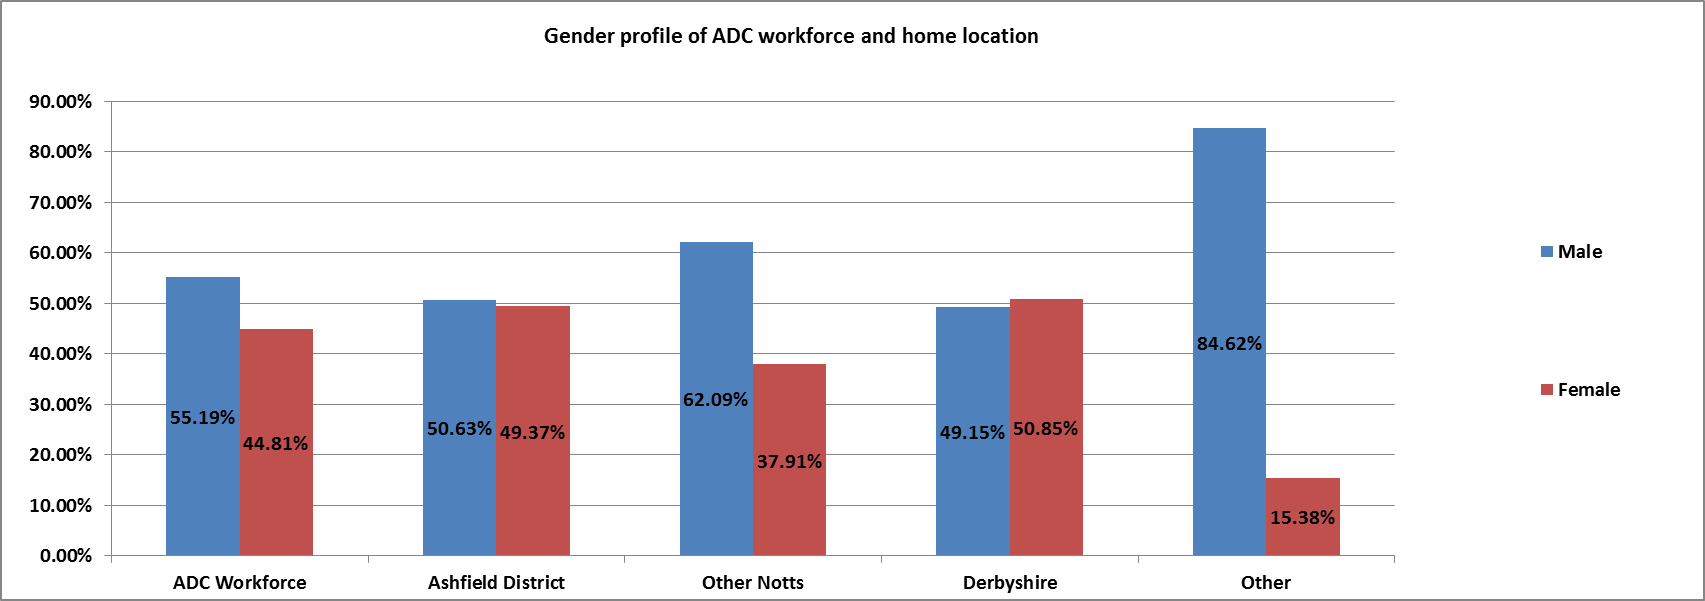 Gender profile of ADC workforce and home location
90.00%
80.00%
70.00%
60.00%
50.00%
40.00%
30.00%
20.00%
10.00%
0.00%
55.19%
44.81%
50.63%
49.37%
62.09%
37.91%
49.15%
50.85%
84.62%
15.38%
ADC Workforce
Ashfield District
Other Notts
Derbyshire
Other
Male
Female